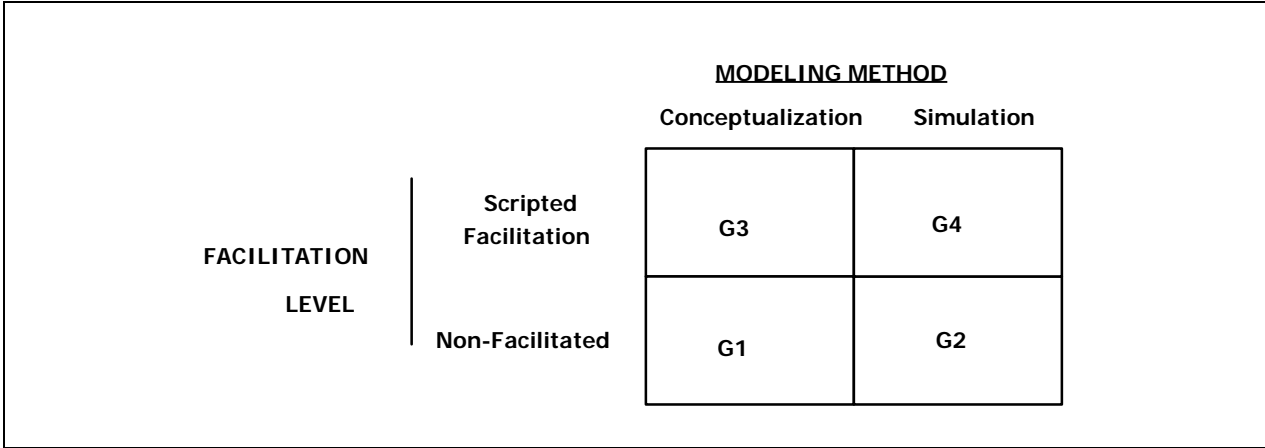 MODELING METHOD
Conceptualization Simulation
Scripted
Facilitation
G3 G4
FACILITATION
LEVEL
Non-Facilitated
G1 G2